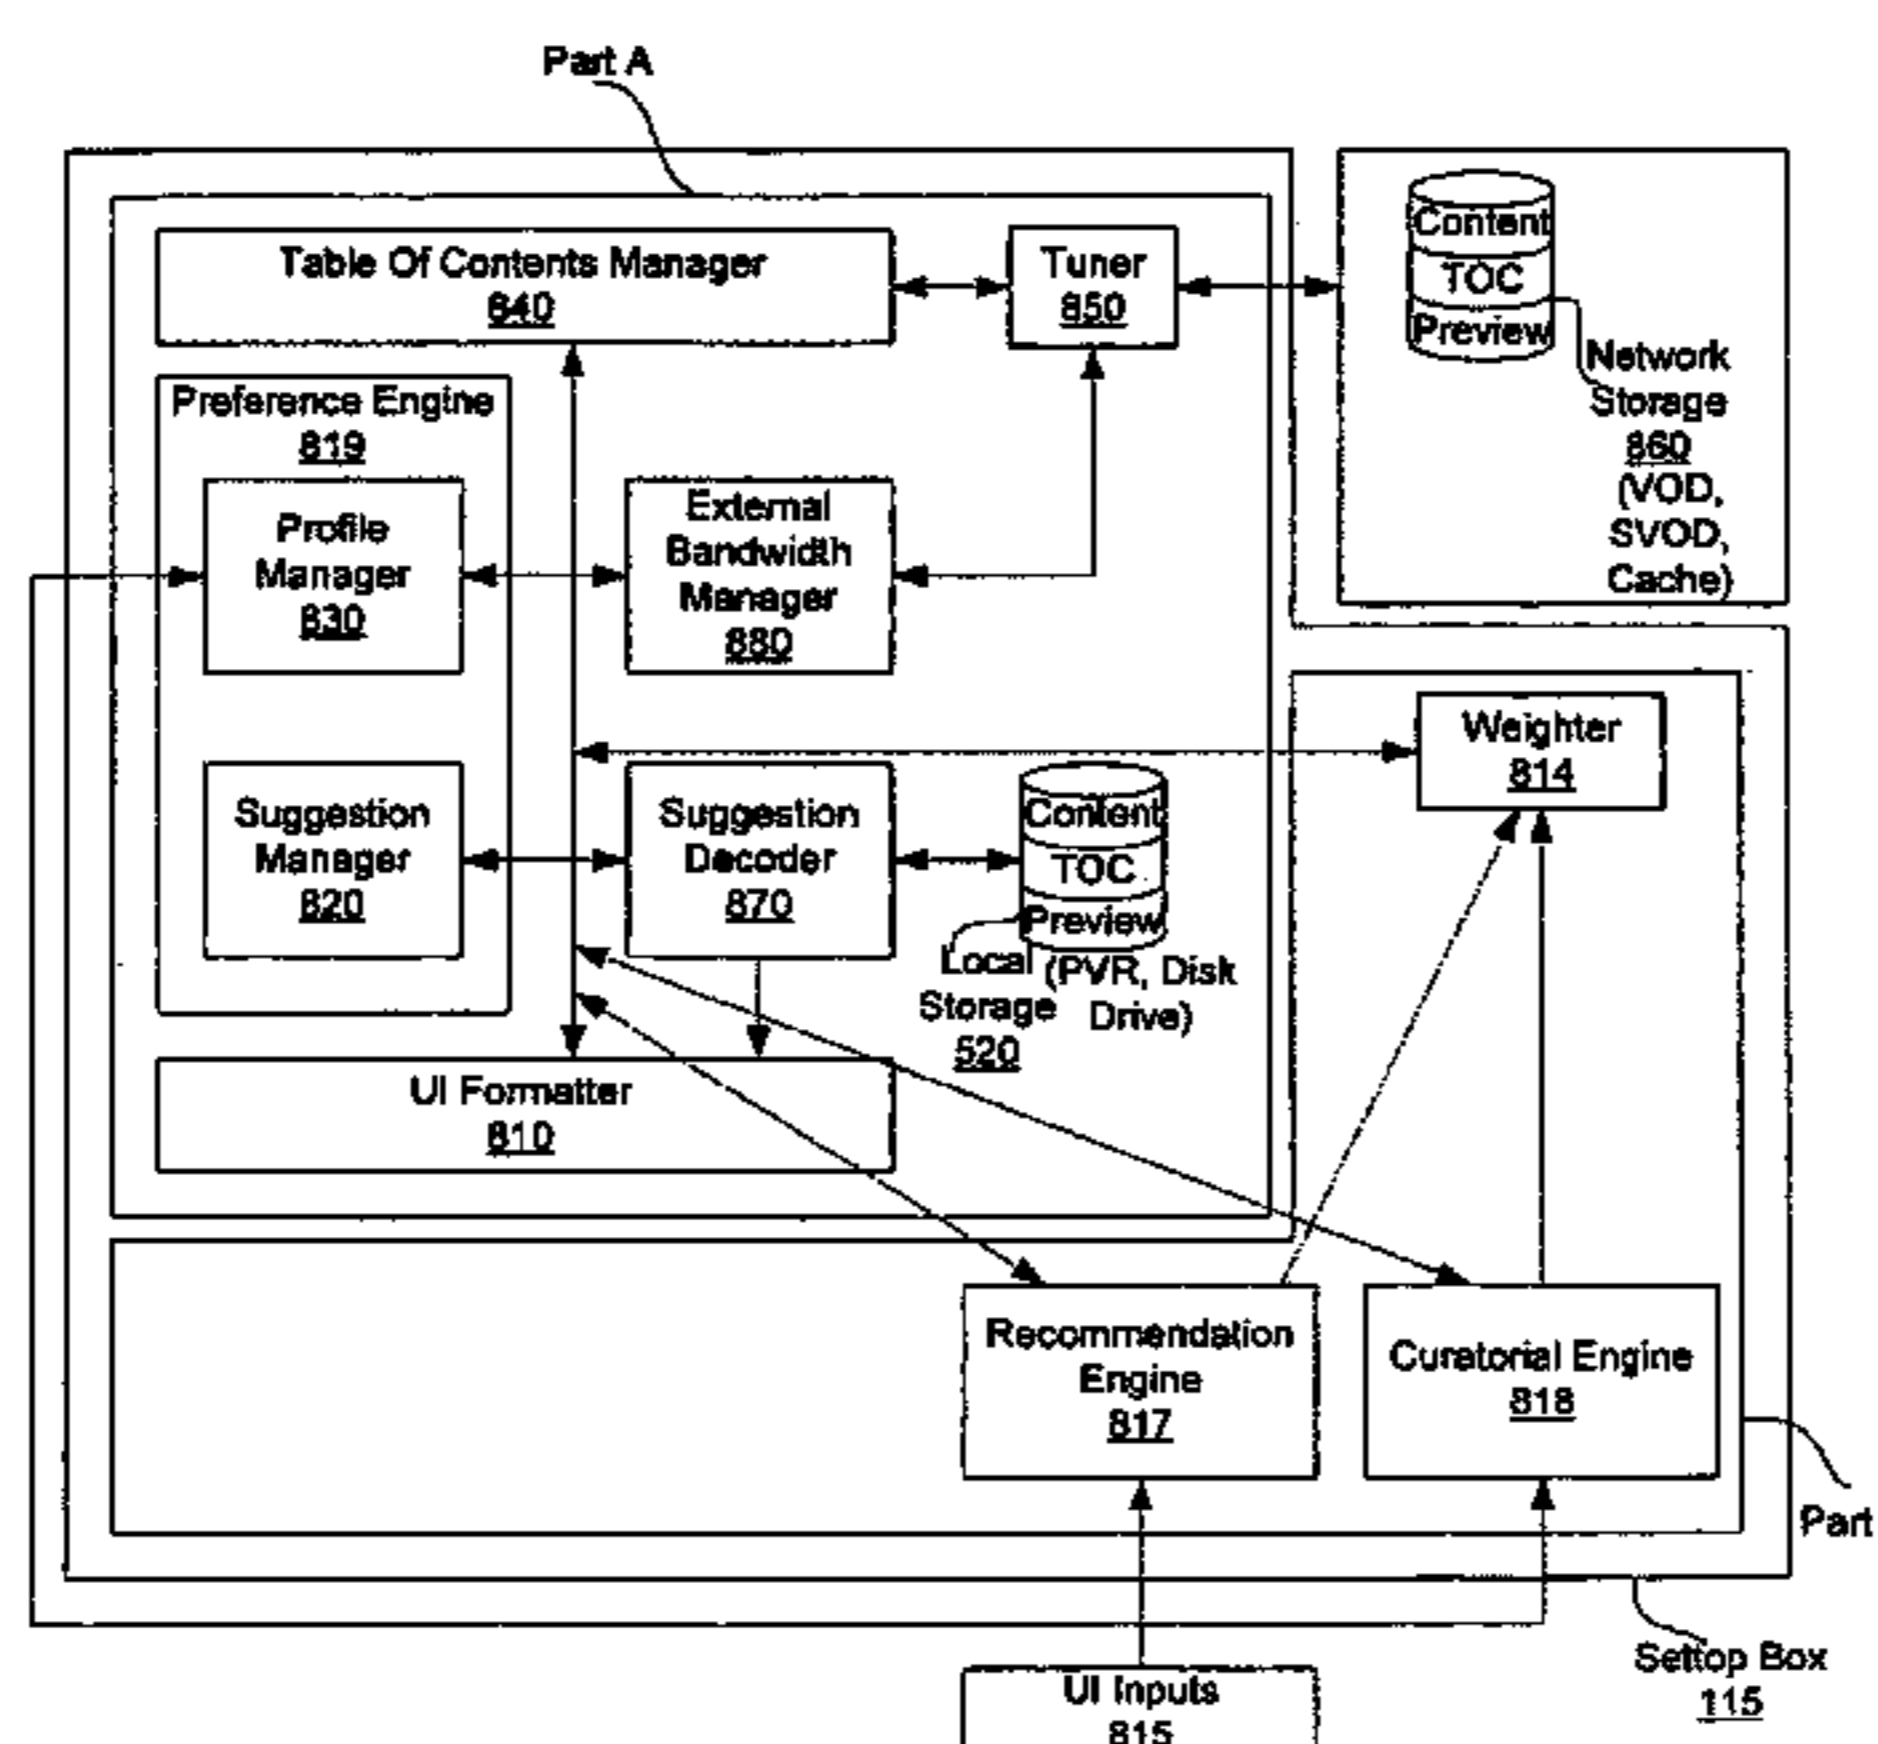 Part A
Table Of Contents Manager
840
Tuner
850
Content
TOC
Preview
Network
Storage
860
(VOD,
SVOD,
Cache)
Preference Engine
819
Profile
Manager
830
External
Bandwidth
Manager
880
Weighter
814
Suggestion
Manager
820
Suggestion
Decoder
870
Content
TOC
Preview
Local
Storage
520
(PVR, Disk
Drive)
UI Formatter
810
Recommendation
Engine
817
Curatorial Engine
818
Part
Settop Box
115
UI Inputs
815